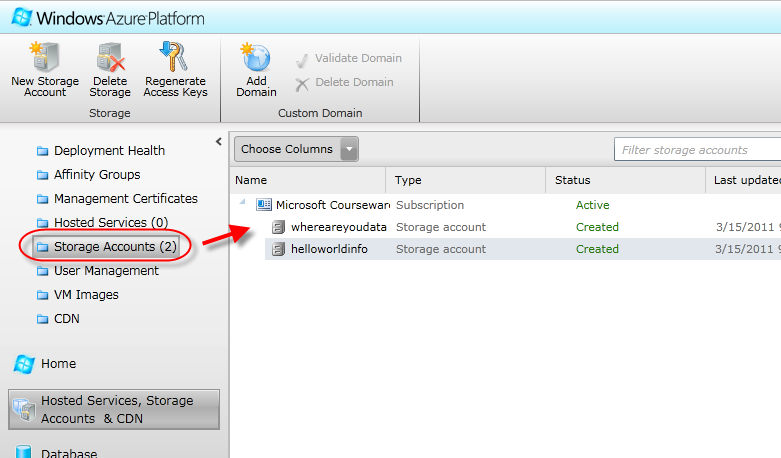 Windows Azure Platform
New Storage
Account
Delete
Storage
Regenerate
Access Keys
Storage
Add
Domain
Validate Domain
Delete Domain
Custom Domain
Deployment Health
Affinity Groups
Management Certificates
Hosted Services (0)
Storage Accounts (2)
User Management
VM Images
CDN
Home
Hosted Services, Storage
Accounts & CDN
Database
Choose Columns
Filter storage accounts
Name Type Status Last updated
Microsoft Courseware Subscription Active
whereareyoudata Storage account Created 3/15/2011 9
helloworldinfo Storage account Created 3/15/2011 9